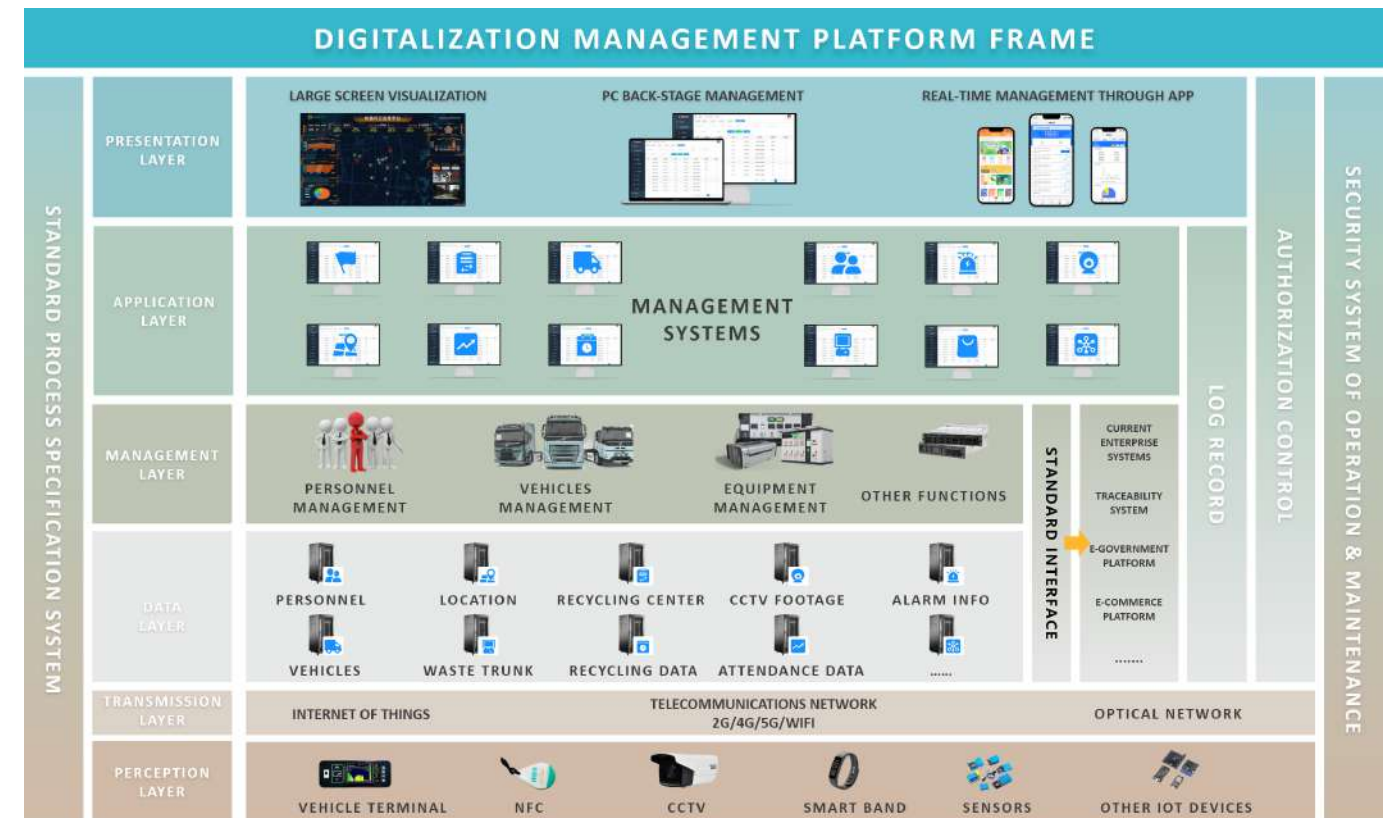 DIGITALIZATION MANAGEMENT PLATFORM FRAME
STANDARD PROCESS SPECIFICATION SYSTEM
PRESENTATION
LAYER
LARGE SCREEN VISUALIZATION
PC BACK-STAGE MANAGEMENT
REAL-TIME MANAGEMENT THROUGH APP
APPLICATION
LAYER
MANAGEMENT
SYSTEMS
MANAGEMENT
LAYER
PERSONNEL
MANAGEMENT
VEHICLES
MANAGEMENT
EQUIPMENT
MANAGEMENT
OTHER FUNCTIONS
DATA
LAYER
PERSONNEL
LOCATION
RECYCLING CENTER
CCTV FOOTAGE
ALARM INFO
VEHICLES
WASTE TRUNK
RECYCLING DATA
ATTENDANCE DATA
......
STANDARD INTERFACE
CURRENT
ENTERPRISE
SYSTEMS
TRACEABILITY
SYSTEM
E-GOVERNMENT
PLATFORM
E-COMMERCE
PLATFORM
.......
LOG RECORD
AUTHORIZATION CONTROL
SECURITY SYSTEM OF OPERATION & MAINTENANCE
TRANSMISSION
LAYER
INTERNET OF THINGS
TELECOMMUNICATIONS NETWORK
2G/4G/5G/WIFI
OPTICAL NETWORK
PERCEPTION
LAYER
VEHICLE TERMINAL
NFC
CCTV
SMART BAND
SENSORS
OTHER IOT DEVICES